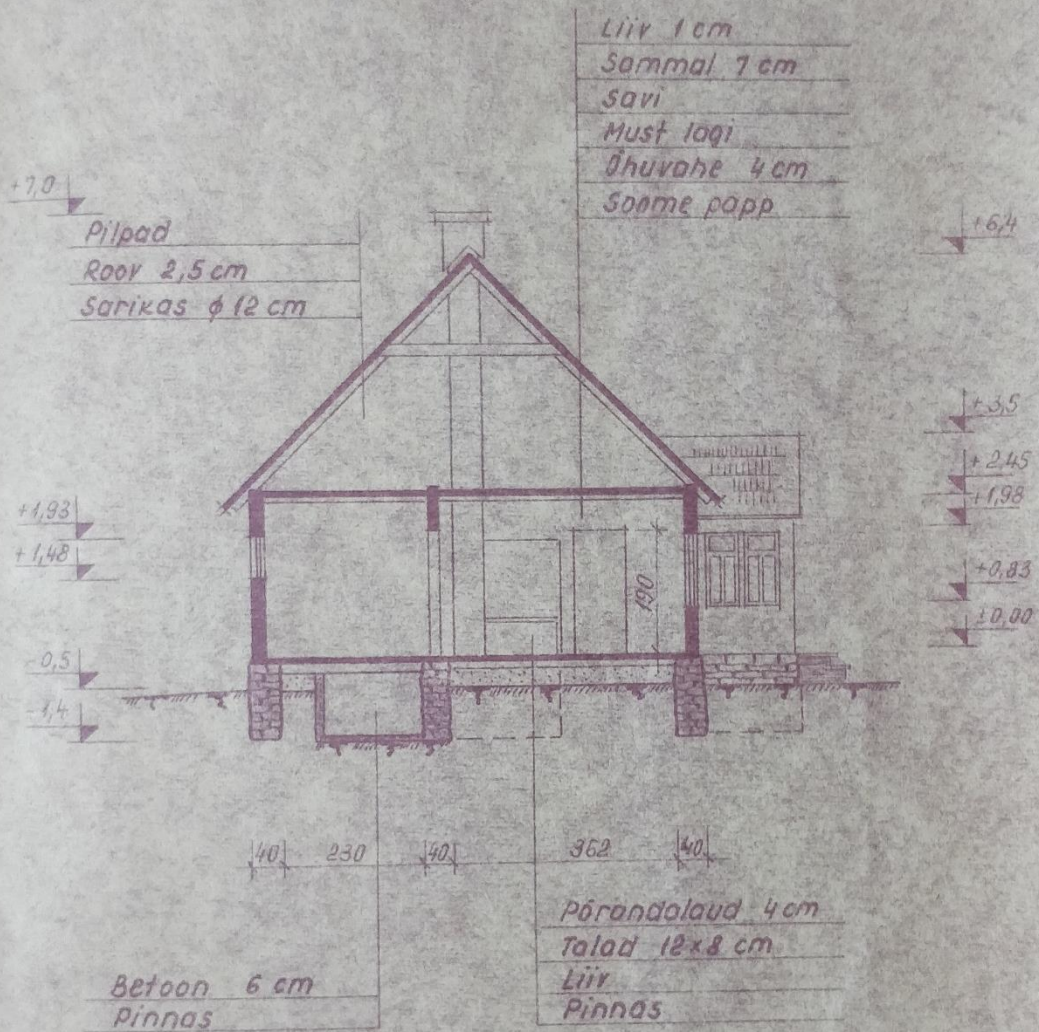 Liiv 1 cm
Sammal 7 cm
Savi
Must lagi
Õhuvahe 4 cm
Soome papp
+7,0
Pilpad
Roov 2,5 cm
Sarikas ϕ 12 cm
+6,4
+3,5
+2,45
+1,98
+1,93
+1,48
+0,83
±0,00
190
-0,5
-1,4
40 230 40 362 40
Põrandalaud 4 cm
Talad 12×8 cm
Liiv
Pinnas
Betoon 6 cm
Pinnas